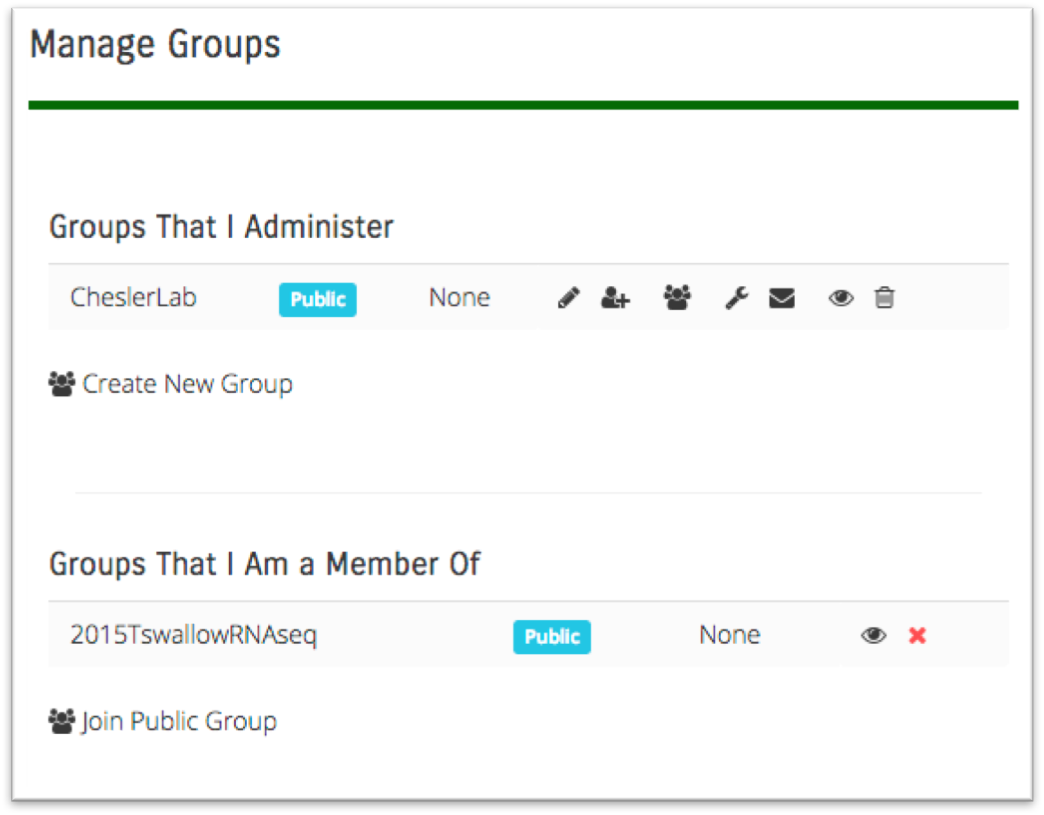 Manage Groups
Groups That I Administer
CheslerLab Public None
Create New Group
Groups That I Am a Member Of
2015TswallowRNAseq Public None
Join Public Group